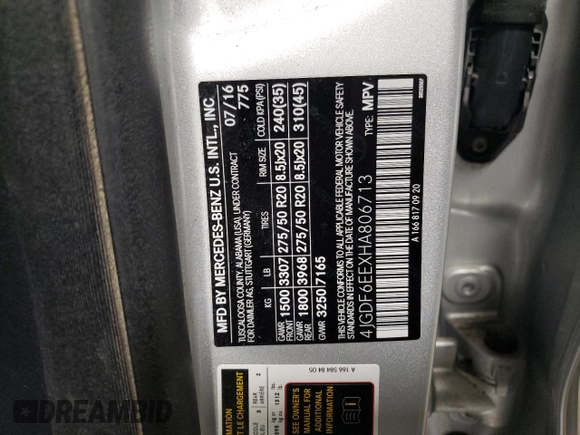 MFD BY MERCEDES-BENZ U.S. INTL., INC.
TUSCALOOSA COUNTY, ALABAMA (USA), UNDER CONTRACT
FOR DAIMLER AG, STUTTGART (GERMANY)
07/16
775
KG LB TIRES RIM SIZE COLD KPA(PSI)
GAWR FRONT 1500 3307 275/50 R20 8.5Jx20 240(35)
GAWR REAR 1800 3968 275/50 R20 8.5Jx20 310(45)
GVWR 3250 7165
THIS VEHICLE CONFORMS TO ALL APPLICABLE FEDERAL MOTOR VEHICLE SAFETY
STANDARDS IN EFFECT ON THE DATE OF MANUFACTURE SHOWN ABOVE.
4JGDF6EEXHA806713 TYPE: MPV
A 166 817 09 20
A 166 584 84 05
LE CHARGEMENT
REAR 2
ARRIÈRE
SEE OWNER'S
MANUAL FOR
ADDITIONAL
INFORMATION
DREAMBID